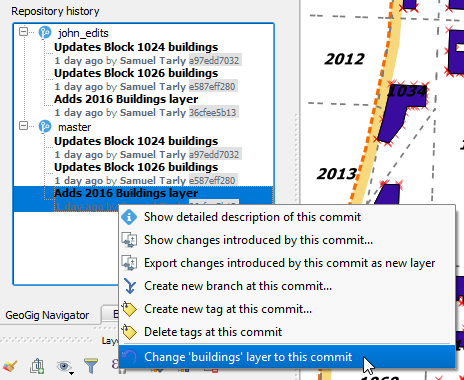 Repository history
john_edits
Updates Block 1024 buildings
1 day ago by Samuel Tarly a97edd7032
Updates Block 1026 buildings
1 day ago by Samuel Tarly e587eff280
Adds 2016 Buildings layer
1 day ago by Samuel Tarly 36cfee5b13
master
Updates Block 1024 buildings
1 day ago by Samuel Tarly a97edd7032
Updates Block 1026 buildings
1 day ago by Samuel Tarly e587eff280
Adds 2016 Buildings layer
1 day ago by
Show detailed description of this commit
Show changes introduced by this commit...
Export changes introduced by this commit as new layer
Create new branch at this commit...
Create new tag at this commit...
Delete tags at this commit
Change 'buildings' layer to this commit
GeoGig Navigator
Laye
2012
1034
2013